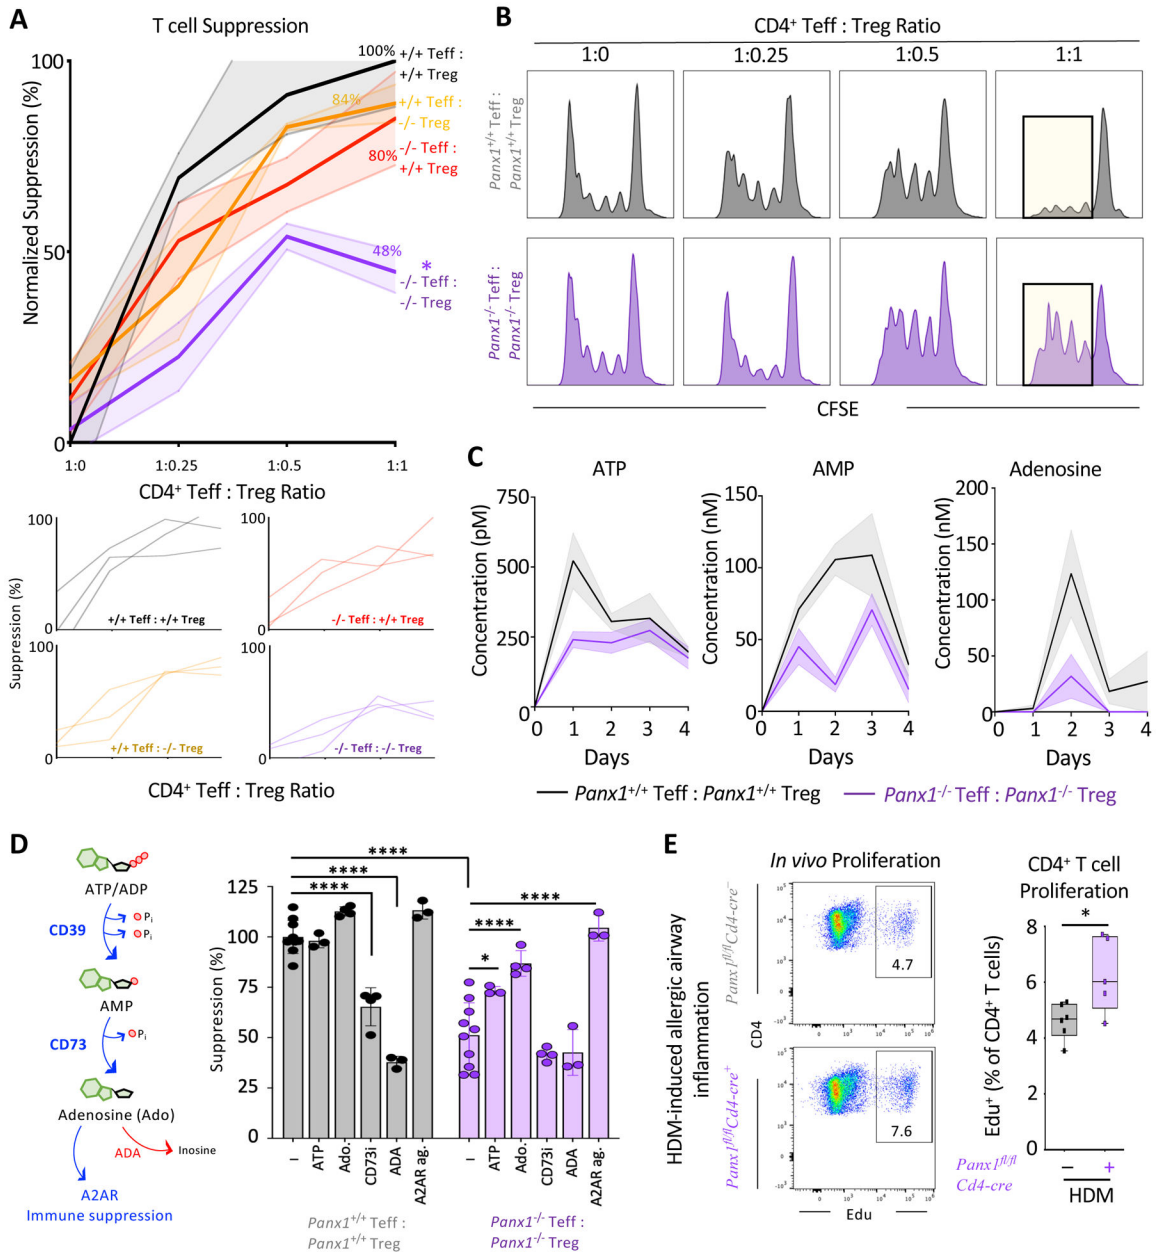 A
T cell Suppression
Normalized Suppression (%)
100
50
0
100%
+/+ Teff :
+/+ Treg
84%
+/+ Teff :
-/- Treg
80%
-/- Teff :
+/+ Treg
48%
*
-/- Teff :
-/- Treg
1:0
1:0.25
1:0.5
1:1
CD4+ Teff : Treg Ratio
Suppression (%)
100
0
+/+ Teff : +/+ Treg
100
0
-/- Teff : +/+ Treg
100
0
+/+ Teff : -/- Treg
100
0
-/- Teff : -/- Treg
CD4+ Teff : Treg Ratio
B
CD4+ Teff : Treg Ratio
1:0
1:0.25
1:0.5
1:1
Panx1+/+ Teff :
Panx1+/+ Treg
Panx1-/- Teff :
Panx1-/- Treg
CFSE
C
ATP
Concentration (pM)
750
500
250
0
0 1 2 3 4
Days
AMP
Concentration (nM)
150
100
50
0
0 1 2 3 4
Days
Adenosine
Concentration (nM)
200
150
100
50
0
0 1 2 3 4
Days
Panx1+/+ Teff : Panx1+/+ Treg
Panx1-/- Teff : Panx1-/- Treg
D
ATP/ADP
CD39
Pi
Pi
AMP
CD73
Pi
Adenosine (Ado)
ADA
Inosine
A2AR
Immune suppression
Suppression (%)
125
100
75
50
25
0
****
****
****
****
****
*
–
ATP
Ado.
CD73i
ADA
A2AR ag.
–
ATP
Ado.
CD73i
ADA
A2AR ag.
Panx1+/+ Teff :
Panx1+/+ Treg
Panx1-/- Teff :
Panx1-/- Treg
E
HDM-induced allergic airway
inflammation
In vivo Proliferation
Panx1fl/flCd4-cre–
Panx1fl/flCd4-cre+
4.7
7.6
CD4
Edu
CD4+ T cell
Proliferation
Edu+ (% of CD4+ T cells)
8
6
4
2
0
*
Panx1fl/fl
Cd4-cre
– +
HDM